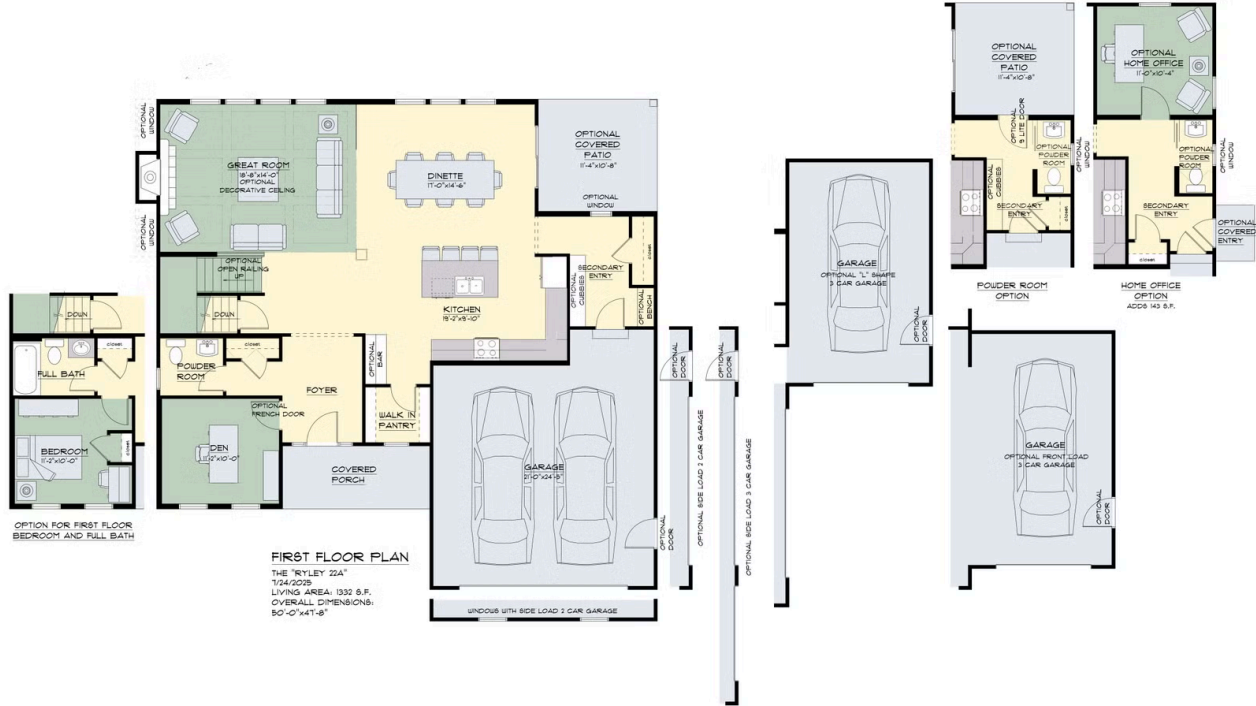 OPTIONAL
WINDOW
GREAT ROOM
18'-8"x14'-0"
OPTIONAL
DECORATIVE CEILING
OPTIONAL
WINDOW
DINETTE
11'-0"x14'-6"
OPTIONAL
COVERED
PATIO
11'-4"x10'-8"
OPTIONAL
WINDOW
OPTIONAL
OPEN RAILING
UP
DOWN
KITCHEN
OPTIONAL
CUBBIES
SECONDARY
ENTRY
closet
OPTIONAL
BENCH
POWDER
ROOM
closet
FOYER
OPTIONAL
BAR
WALK IN
PANTRY
OPTIONAL
FRENCH DOOR
DEN
COVERED
PORCH
GARAGE
OPTIONAL
DOOR
DOWN
closet
FULL BATH
BEDROOM
11'-2"x10'-0"
closet
OPTION FOR FIRST FLOOR
BEDROOM AND FULL BATH
FIRST FLOOR PLAN
THE "RYLEY 22A"
7/24/2025
LIVING AREA: 1332 S.F.
OVERALL DIMENSIONS:
50'-0"x47'-8"
WINDOWS WITH SIDE LOAD 2 CAR GARAGE
OPTIONAL
DOOR
OPTIONAL SIDE LOAD 2 CAR GARAGE
OPTIONAL
DOOR
OPTIONAL SIDE LOAD 3 CAR GARAGE
GARAGE
OPTIONAL "L" SHAPE
3 CAR GARAGE
OPTIONAL
DOOR
OPTIONAL
COVERED
PATIO
11'-4"x10'-8"
OPTIONAL
9 LITE DOOR
OPTIONAL
POWDER
ROOM
OPTIONAL
WINDOW
OPTIONAL
CUBBIES
SECONDARY
ENTRY
closet
POWDER ROOM
OPTION
OPTIONAL
HOME OFFICE
11'-0"x10'-4"
OPTIONAL
POWDER
ROOM
OPTIONAL
WINDOW
SECONDARY
ENTRY
closet
OPTIONAL
COVERED
ENTRY
HOME OFFICE
OPTION
ADDS 143 S.F.
GARAGE
OPTIONAL FRONT LOAD
3 CAR GARAGE
OPTIONAL
DOOR